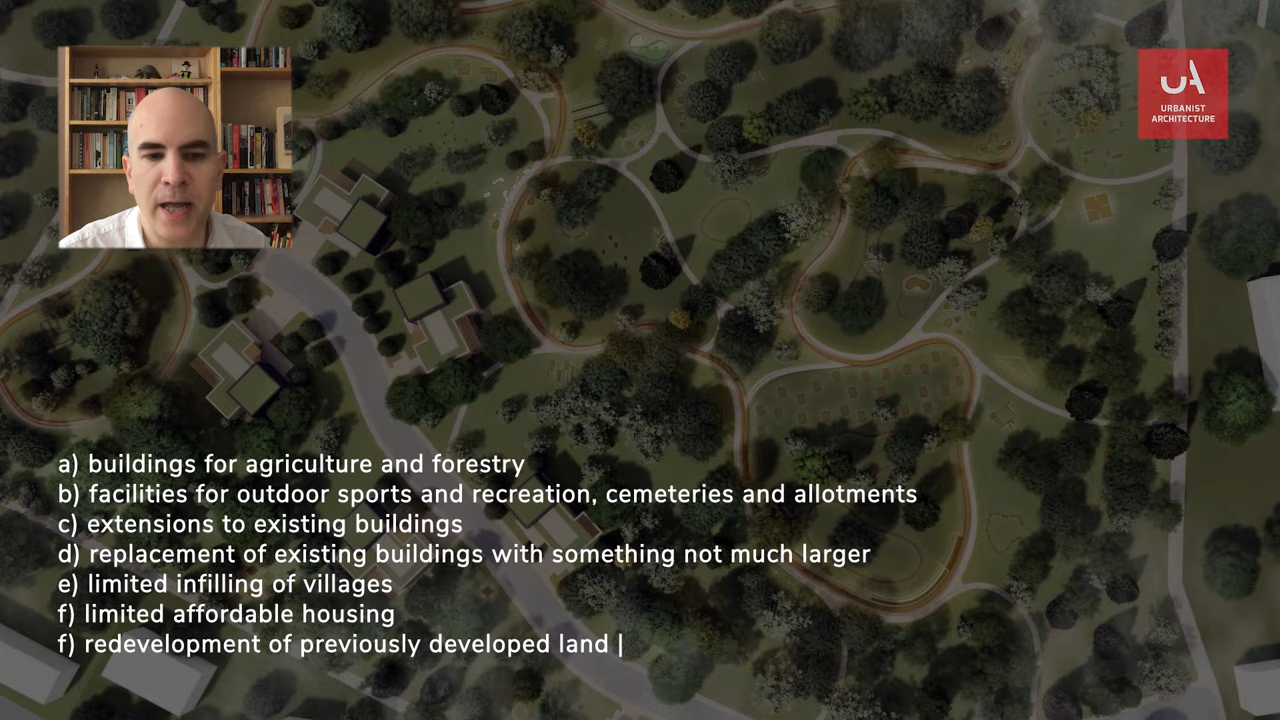 URBANIST
ARCHITECTURE
a) buildings for agriculture and forestry
b) facilities for outdoor sports and recreation, cemeteries and allotments
c) extensions to existing buildings
d) replacement of existing buildings with something not much larger
e) limited infilling of villages
f) limited affordable housing
f) redevelopment of previously developed land |